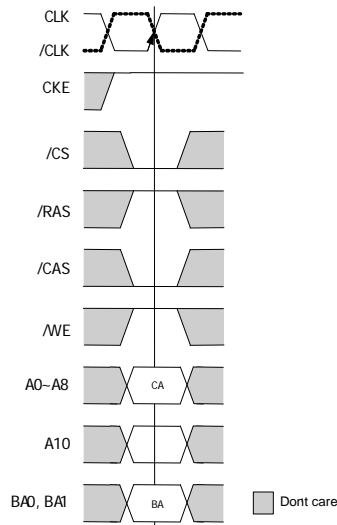 CLK
/CLK
CKE
/CS
/RAS
/CAS
/WE
A0~A8
CA
A10
BA0, BA1
BA
Dont care